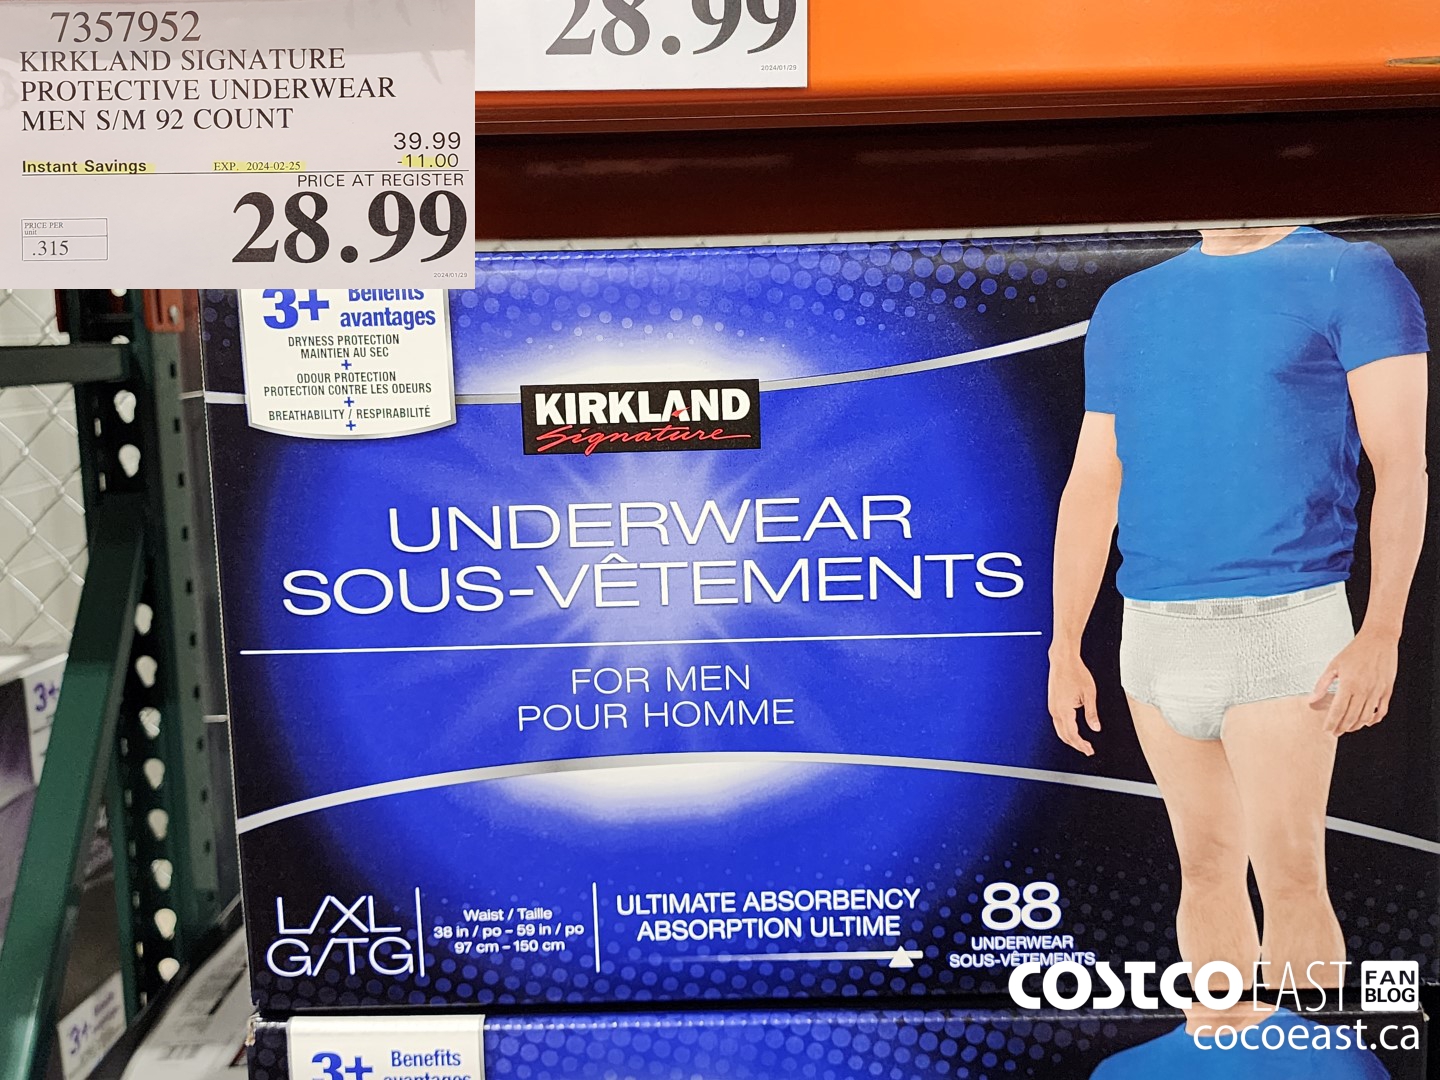 7357952
KIRKLAND SIGNATURE
PROTECTIVE UNDERWEAR
MEN S/M 92 COUNT
39.99
Instant Savings EXP. 2024-02-25 -11.00
PRICE AT REGISTER
28.99
PRICE PER
unit
.315
2024/01/29
28.99
2024/01/29
3+ Benefits
avantages
DRYNESS PROTECTION
MAINTIEN AU SEC
+
ODOUR PROTECTION
PROTECTION CONTRE LES ODEURS
+
BREATHABILITY / RESPIRABILITÉ
+
KIRKLAND
Signature
UNDERWEAR
SOUS-VÊTEMENTS
FOR MEN
POUR HOMME
L/XL
G/TG
Waist / Taille
38 in / po – 59 in / po
97 cm – 150 cm
ULTIMATE ABSORBENCY
ABSORPTION ULTIME
88
UNDERWEAR
SOUS-VÊTEMENTS
3+
3+
3+ Benefits
avantages
COSTCO EAST FAN
BLOG
cocoeast.ca